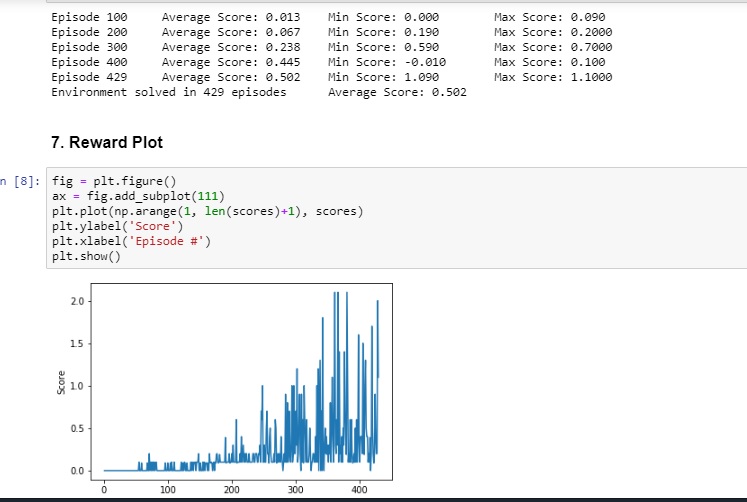 Episode 100 Average Score: 0.013 Min Score: 0.000 Max Score: 0.090
Episode 200 Average Score: 0.067 Min Score: 0.190 Max Score: 0.2000
Episode 300 Average Score: 0.238 Min Score: 0.590 Max Score: 0.7000
Episode 400 Average Score: 0.445 Min Score: -0.010 Max Score: 0.100
Episode 429 Average Score: 0.502 Min Score: 1.090 Max Score: 1.1000
Environment solved in 429 episodes Average Score: 0.502
7. Reward Plot
n [8]: fig = plt.figure()
ax = fig.add_subplot(111)
plt.plot(np.arange(1, len(scores)+1), scores)
plt.ylabel('Score')
plt.xlabel('Episode #')
plt.show()
2.0
1.5
1.0
0.5
0.0
Score
0 100 200 300 400